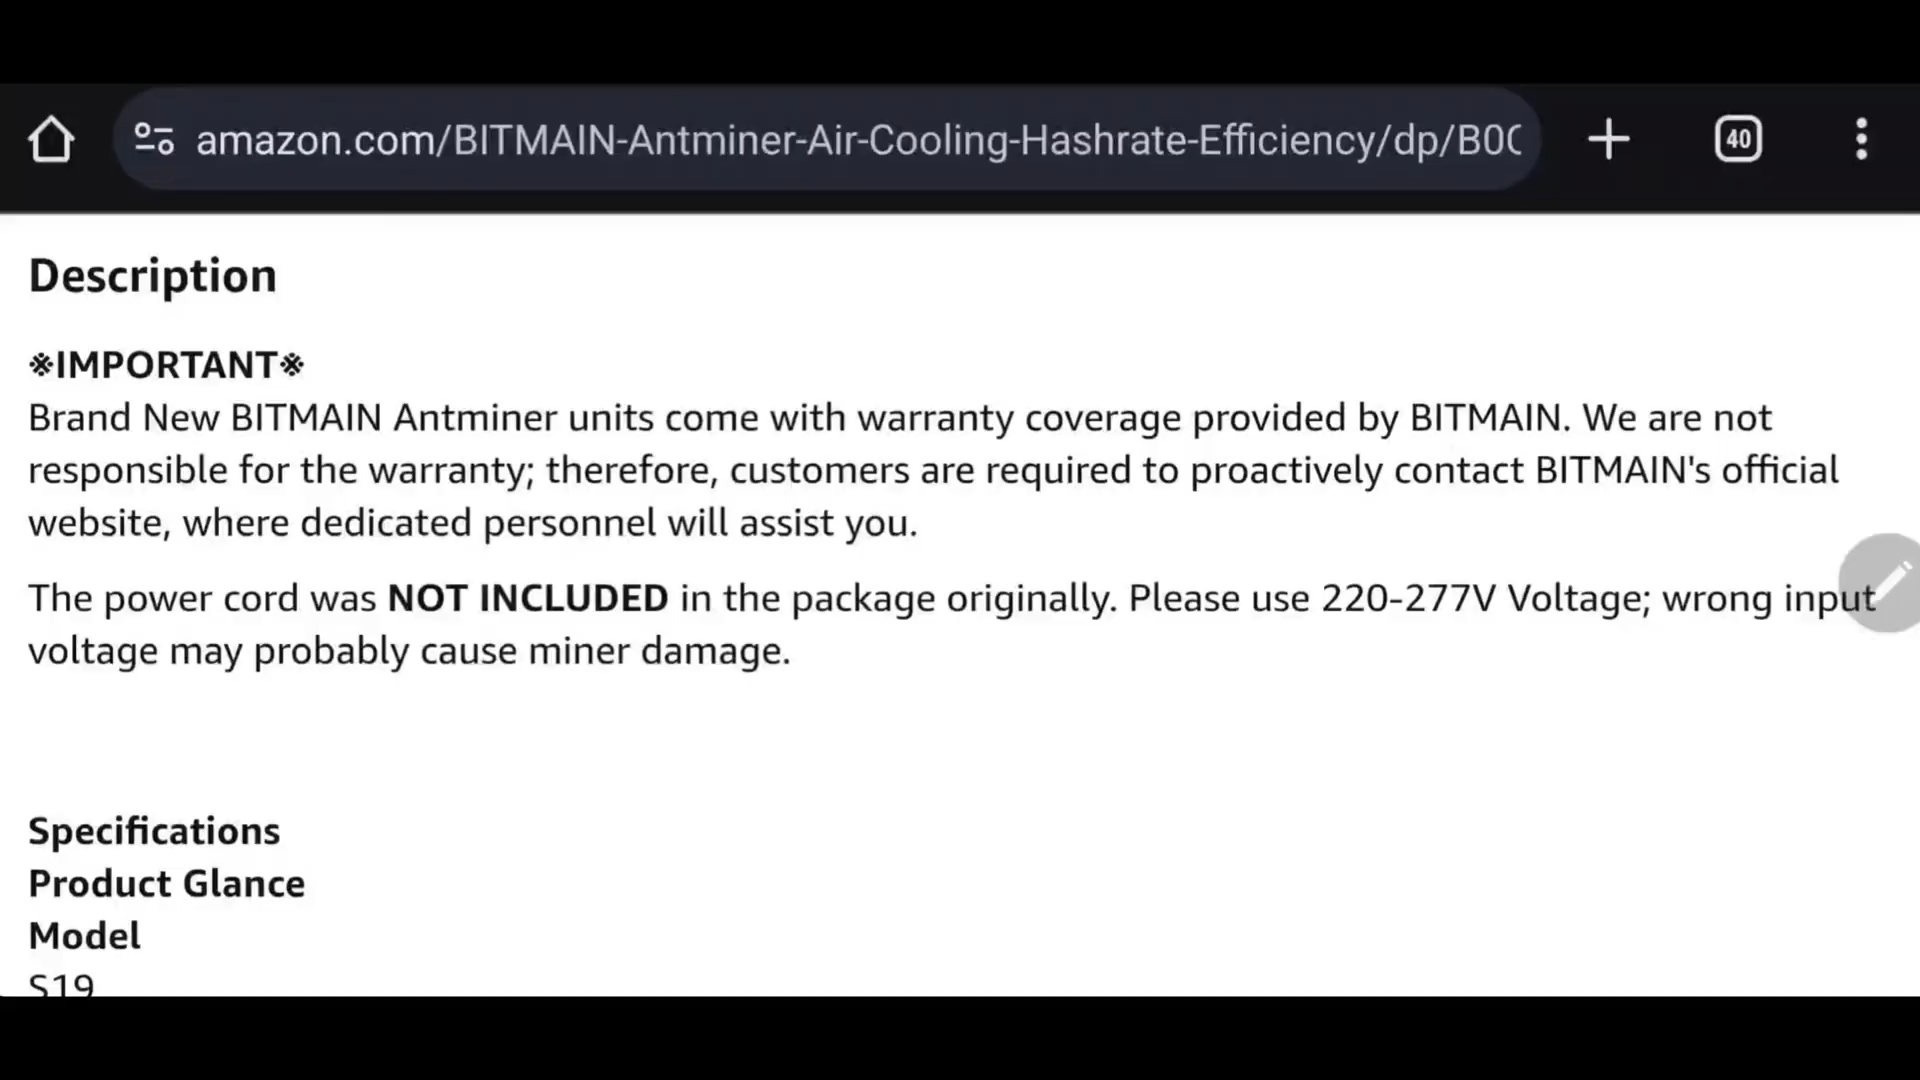 amazon.com/BITMAIN-Antminer-Air-Cooling-Hashrate-Efficiency/dp/B0
40
Description
※IMPORTANT※
Brand New BITMAIN Antminer units come with warranty coverage provided by BITMAIN. We are not
responsible for the warranty; therefore, customers are required to proactively contact BITMAIN's official
website, where dedicated personnel will assist you.
The power cord was NOT INCLUDED in the package originally. Please use 220-277V Voltage; wrong input
voltage may probably cause miner damage.
Specifications
Product Glance
Model
S19